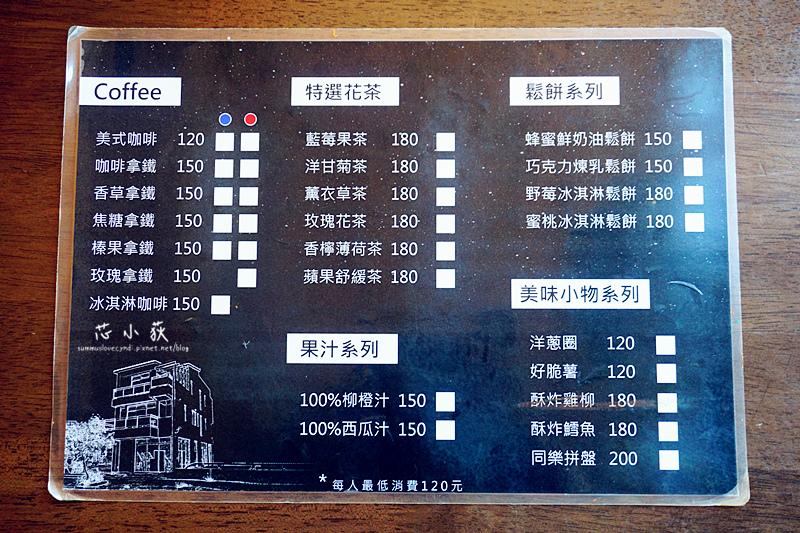 Coffee
美式咖啡 120
咖啡拿鐵 150
香草拿鐵 150
焦糖拿鐵 150
榛果拿鐵 150
玫瑰拿鐵 150
冰淇淋咖啡 150
芯小荻
summuslovecyndi.pixnet.net/blog
特選花茶
藍莓果茶 180
洋甘菊茶 180
薰衣草茶 180
玫瑰花茶 180
香檸薄荷茶 180
蘋果舒緩茶 180
果汁系列
100%柳橙汁 150
100%西瓜汁 150
鬆餅系列
蜂蜜鮮奶油鬆餅 150
巧克力煉乳鬆餅 150
野莓冰淇淋鬆餅 180
蜜桃冰淇淋鬆餅 180
美味小物系列
洋蔥圈 120
好脆薯 120
酥炸雞柳 180
酥炸鱈魚 180
同樂拼盤 200
*每人最低消費120元